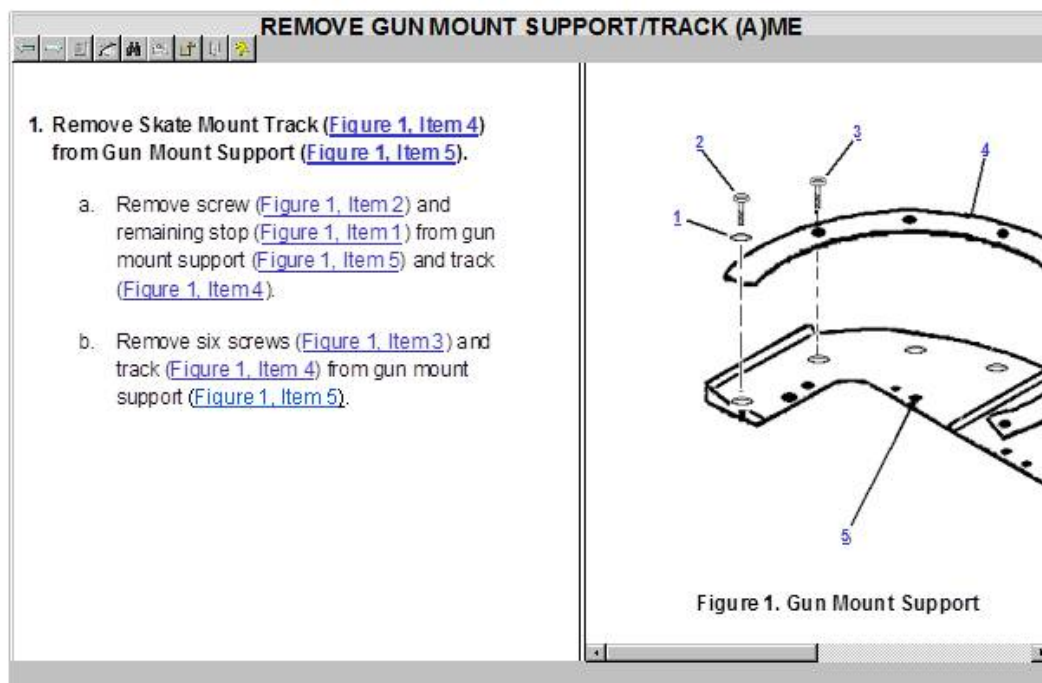 REMOVE GUN MOUNT SUPPORT/TRACK (A)ME
1. Remove Skate Mount Track (Figure 1, Item 4)
from Gun Mount Support (Figure 1, Item 5).
a. Remove screw (Figure 1, Item 2) and
remaining stop (Figure 1, Item 1) from gun
mount support (Figure 1, Item 5) and track
(Figure 1, Item 4).
b. Remove six screws (Figure 1, Item 3) and
track (Figure 1, Item 4) from gun mount
support (Figure 1, Item 5).
2
3
4
1
5
Figure 1. Gun Mount Support